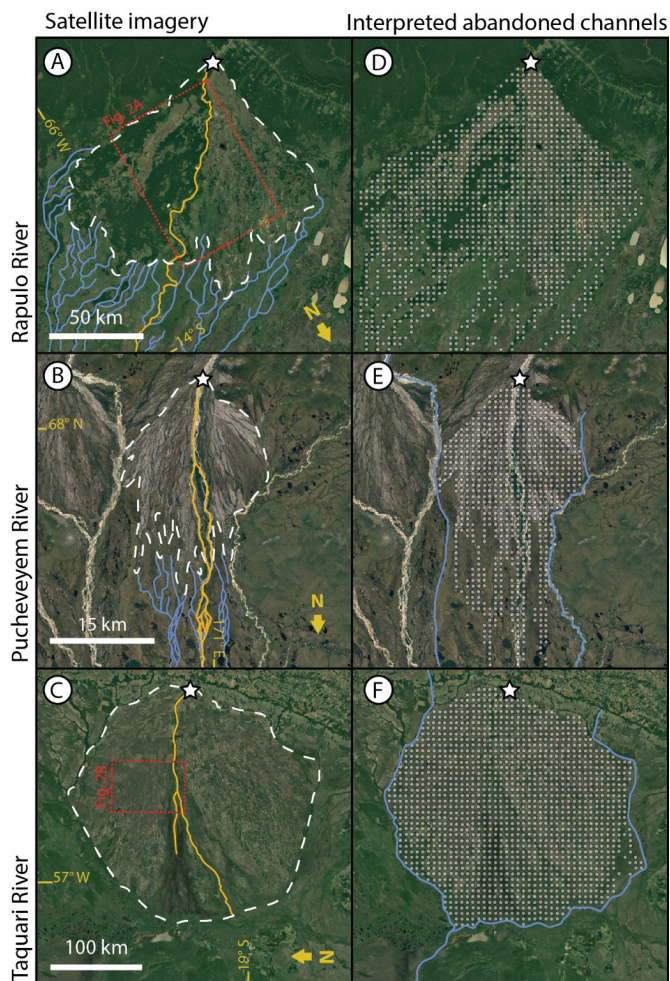 Satellite imagery
Interpreted abandoned channels
Rapulo River
A
Fig. 2A
66° W
50 km
14° S
N
D
Pucheveyem River
B
68° N
15 km
171° E
N
E
Taquari River
C
Fig. 2B
57° W
100 km
19° S
N
F